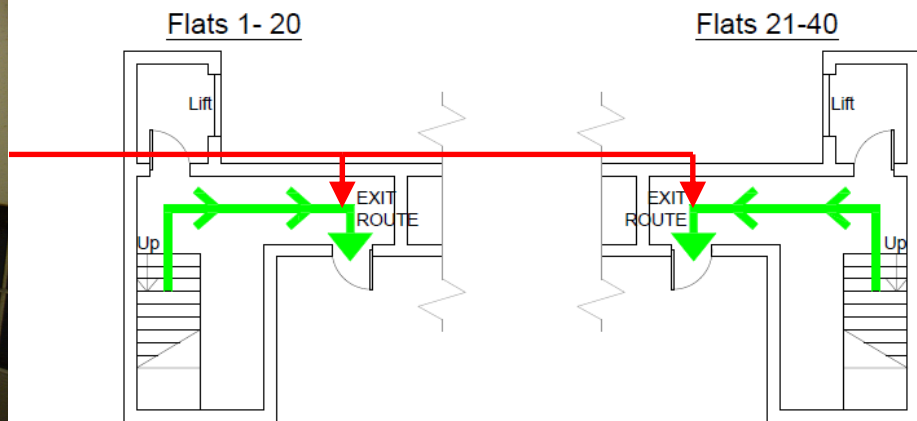 Flats 1- 20
Flats 21-40
Lift
Lift
EXIT
ROUTE
EXIT
ROUTE
Up
Up